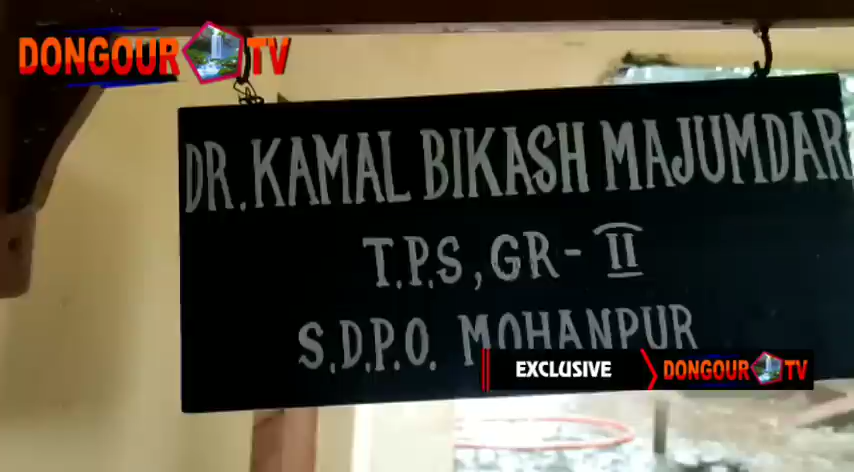 DONGOUR TV
DR. KAMAL BIKASH MAJUMDAR
T.P.S, GR-II
S.D.P.O. MOHANPUR
EXCLUSIVE DONGOUR TV